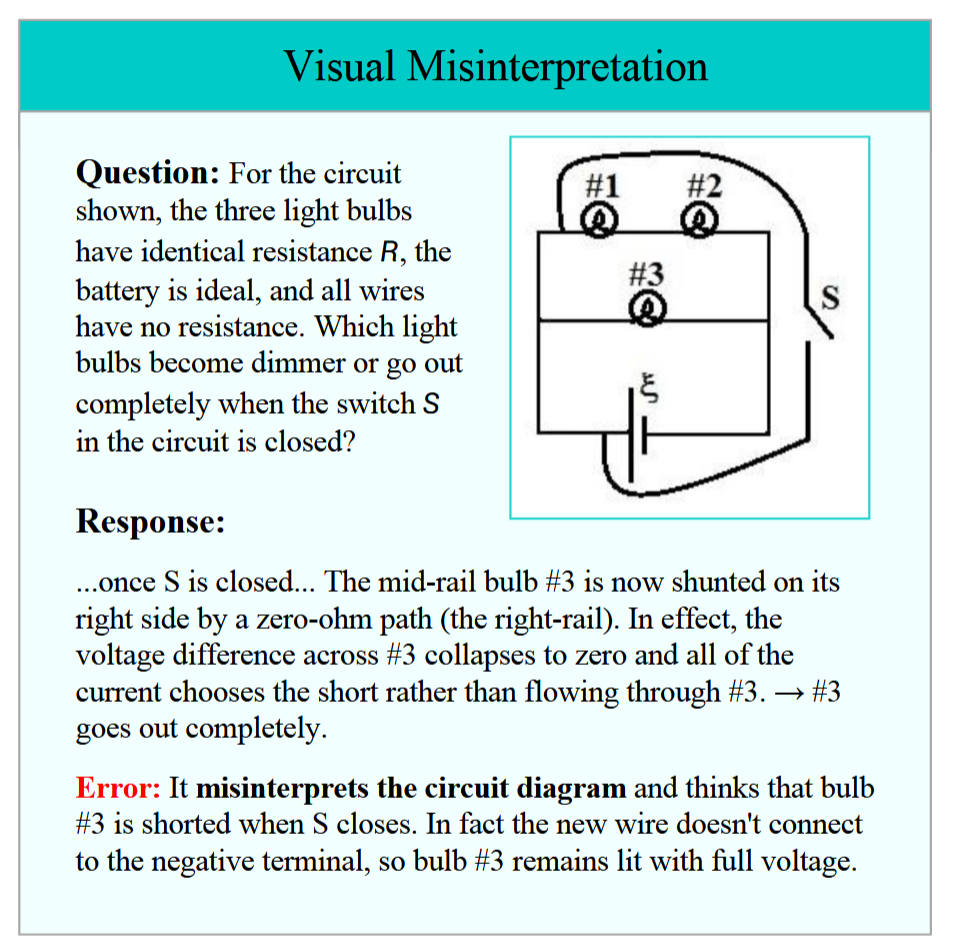 Visual Misinterpretation
Question: For the circuit
shown, the three light bulbs
have identical resistance R, the
battery is ideal, and all wires
have no resistance. Which light
bulbs become dimmer or go out
completely when the switch S
in the circuit is closed?
#1 #2
#3
S
ξ
Response:
...once S is closed... The mid-rail bulb #3 is now shunted on its
right side by a zero-ohm path (the right-rail). In effect, the
voltage difference across #3 collapses to zero and all of the
current chooses the short rather than flowing through #3. → #3
goes out completely.
Error: It misinterprets the circuit diagram and thinks that bulb
#3 is shorted when S closes. In fact the new wire doesn't connect
to the negative terminal, so bulb #3 remains lit with full voltage.